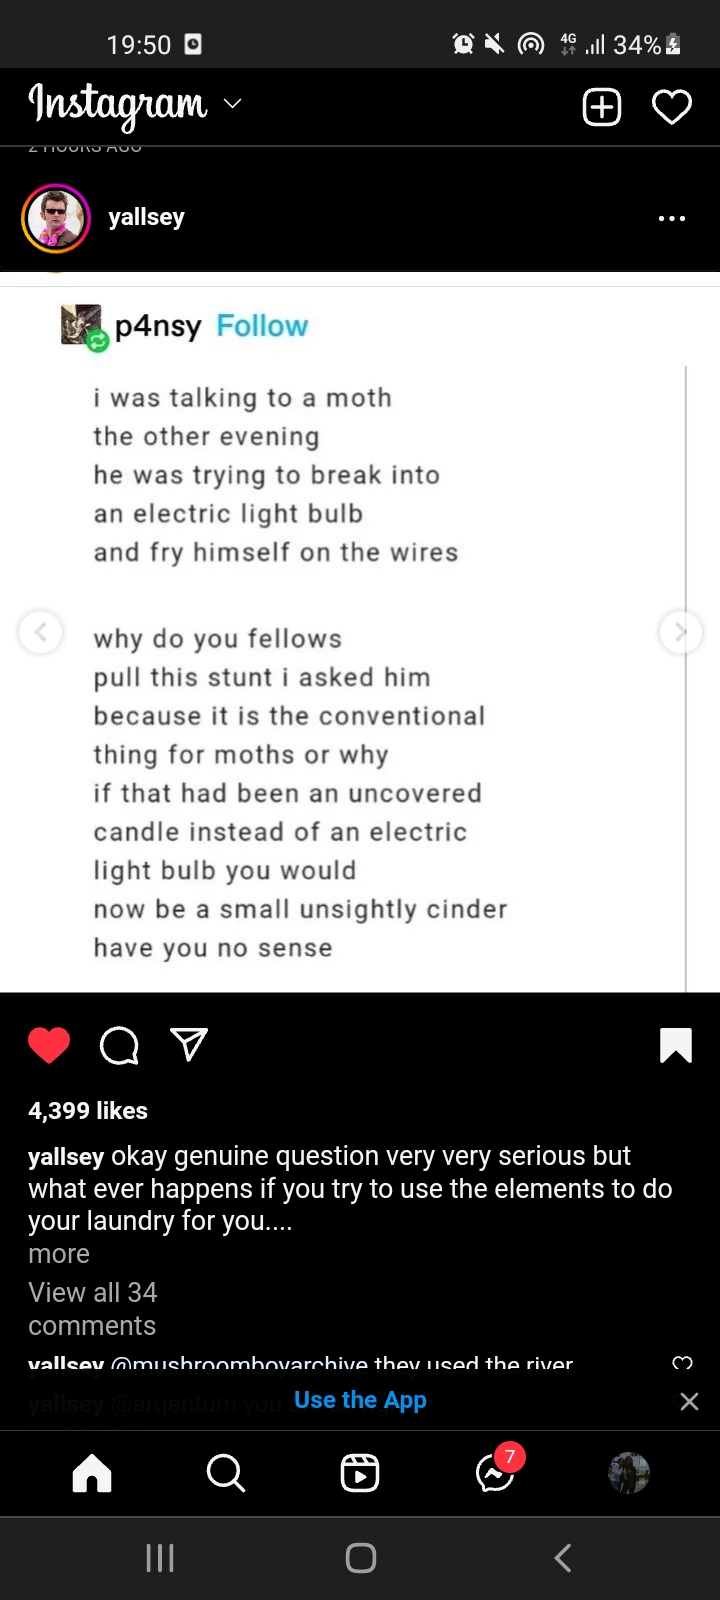 19:50
4G 34%
Instagram
2 HOURS AGO
yallsey
p4nsy Follow
i was talking to a moth
the other evening
he was trying to break into
an electric light bulb
and fry himself on the wires
why do you fellows
pull this stunt i asked him
because it is the conventional
thing for moths or why
if that had been an uncovered
candle instead of an electric
light bulb you would
now be a small unsightly cinder
have you no sense
4,399 likes
yallsey okay genuine question very very serious but
what ever happens if you try to use the elements to do
your laundry for you....
more
View all 34
comments
yallsey @mushroomboyarchive they used the river
yallsey @argentum you
Use the App
7